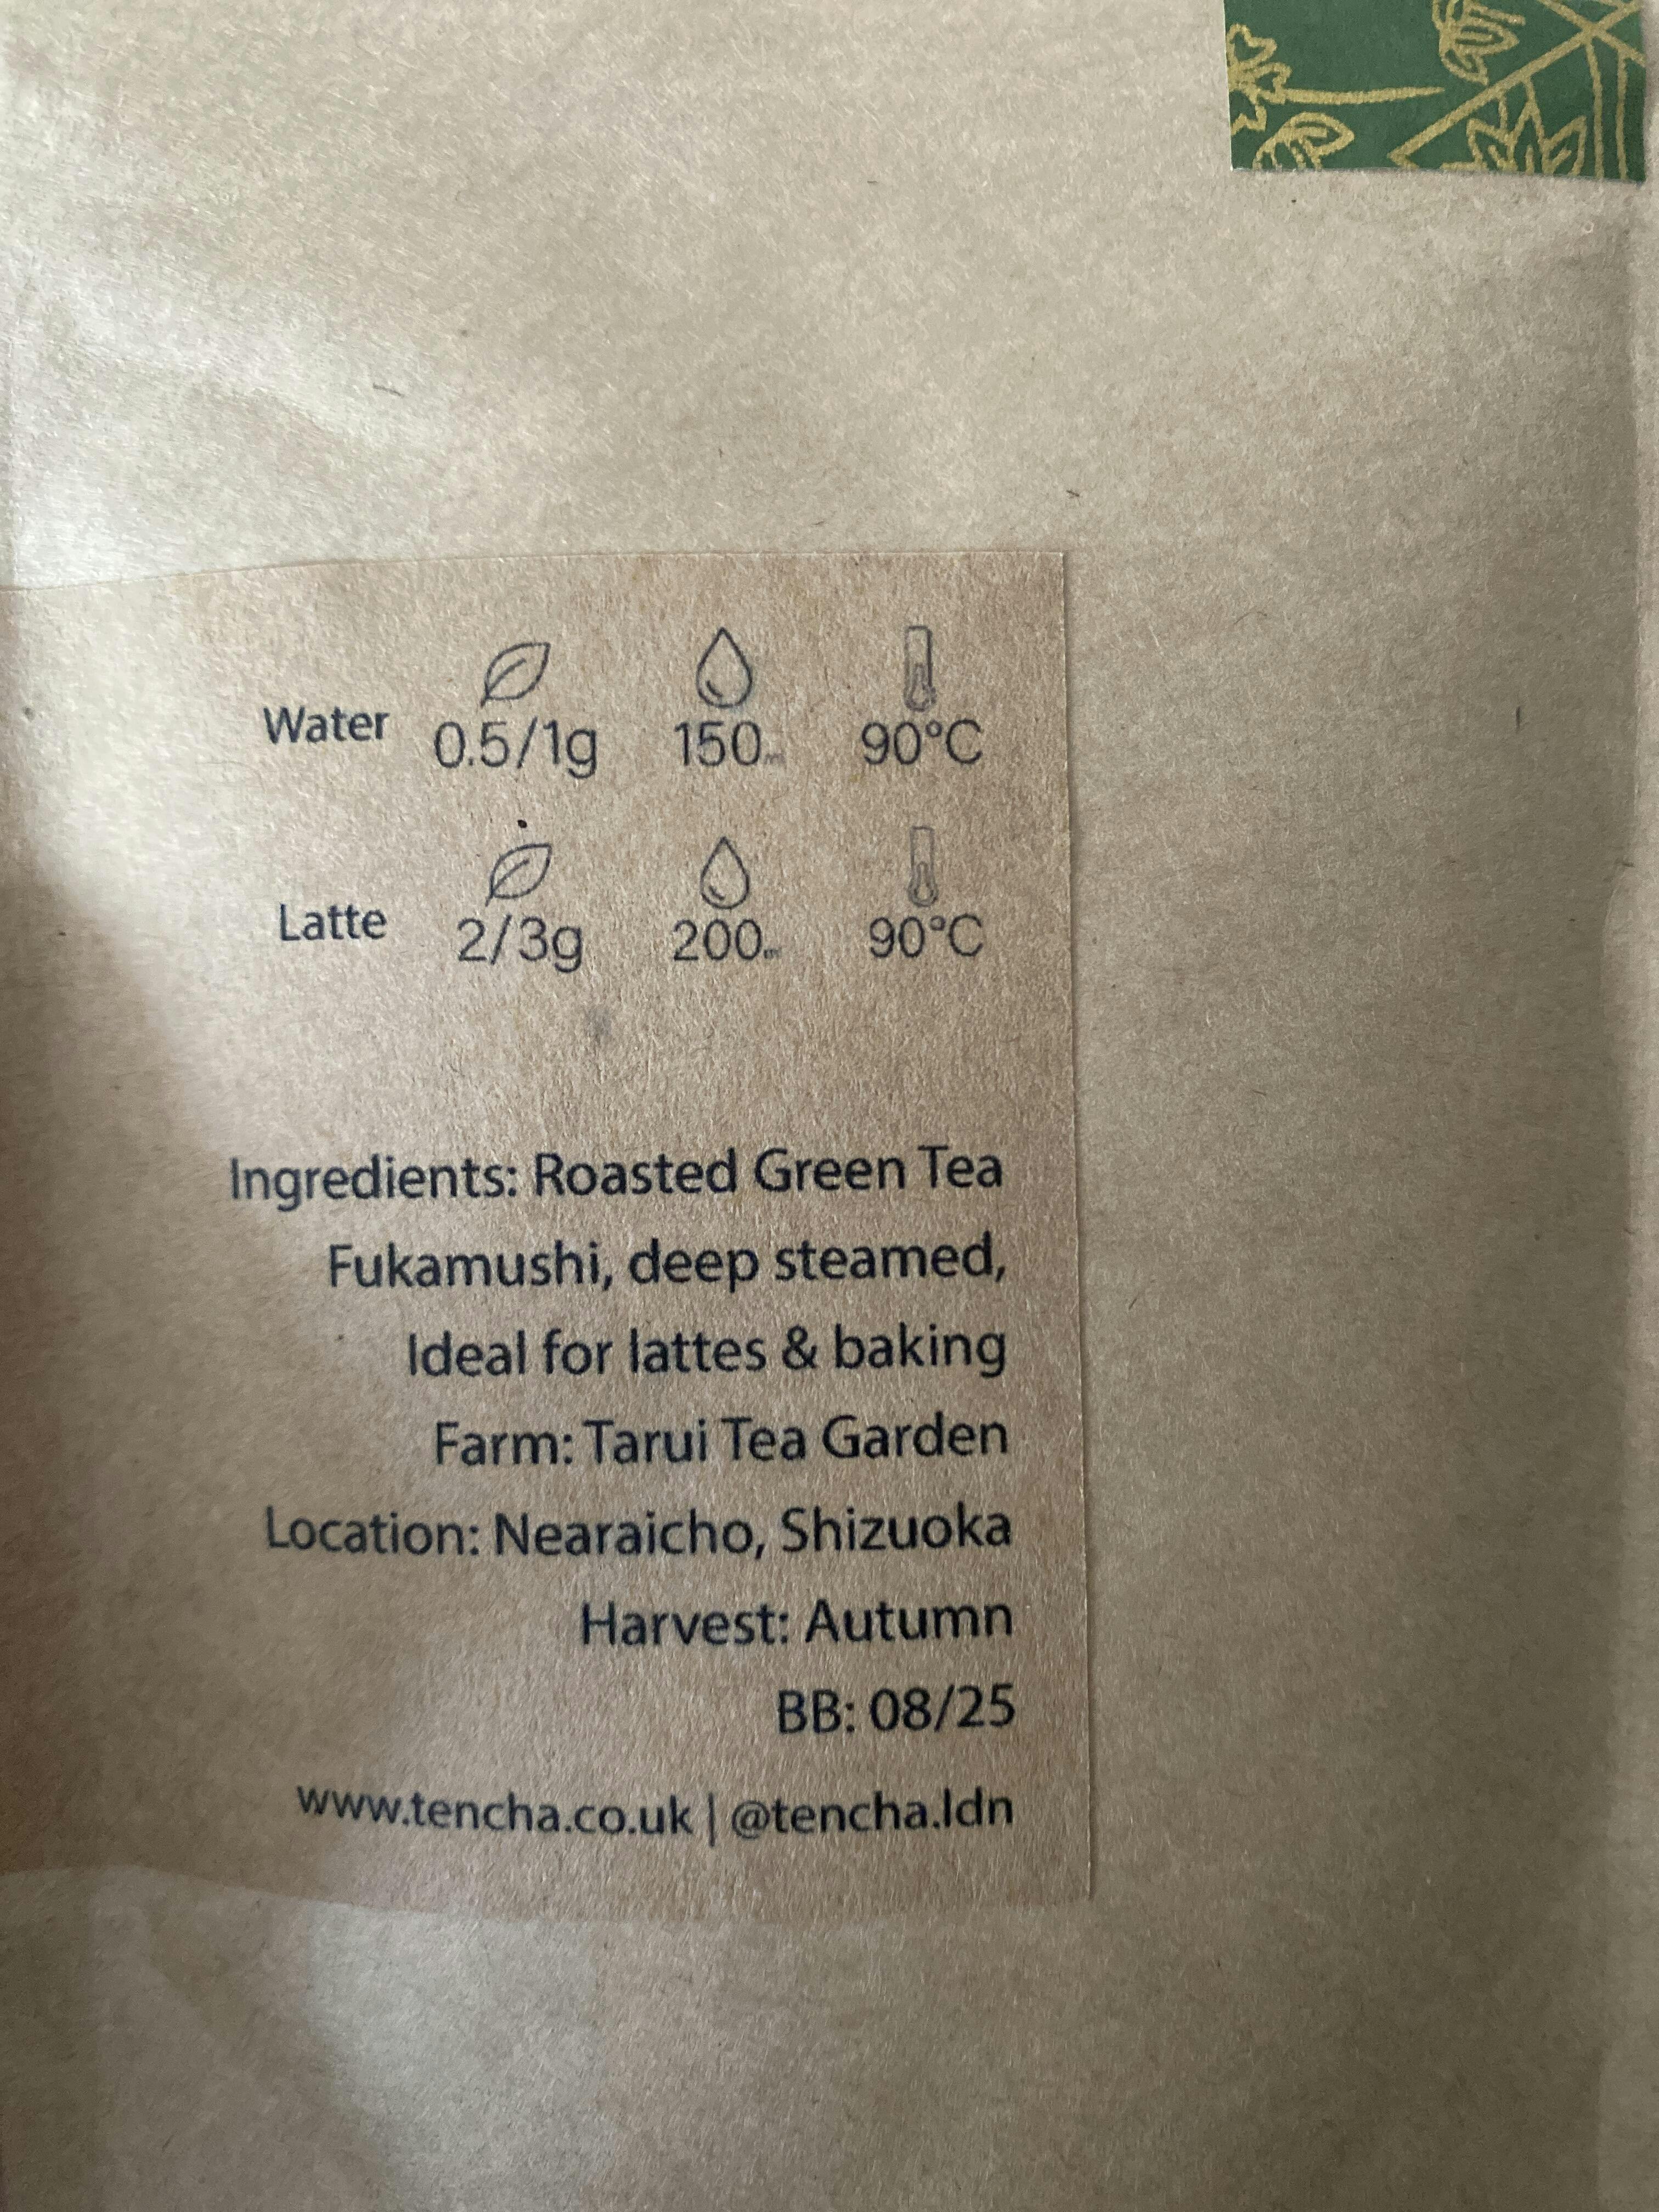 Water 0.5/1g 150ml 90°C
Latte 2/3g 200ml 90°C
Ingredients: Roasted Green Tea
Fukamushi, deep steamed,
Ideal for lattes & baking
Farm: Tarui Tea Garden
Location: Nearaicho, Shizuoka
Harvest: Autumn
BB: 08/25
www.tencha.co.uk | @tencha.ldn